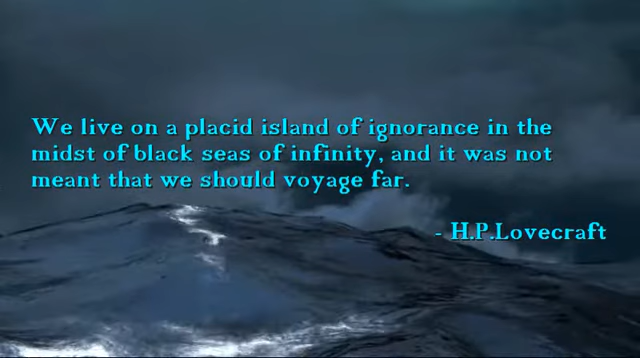 We live on a placid island of ignorance in the
midst of black seas of infinity, and it was not
meant that we should voyage far.
- H.P.Lovecraft